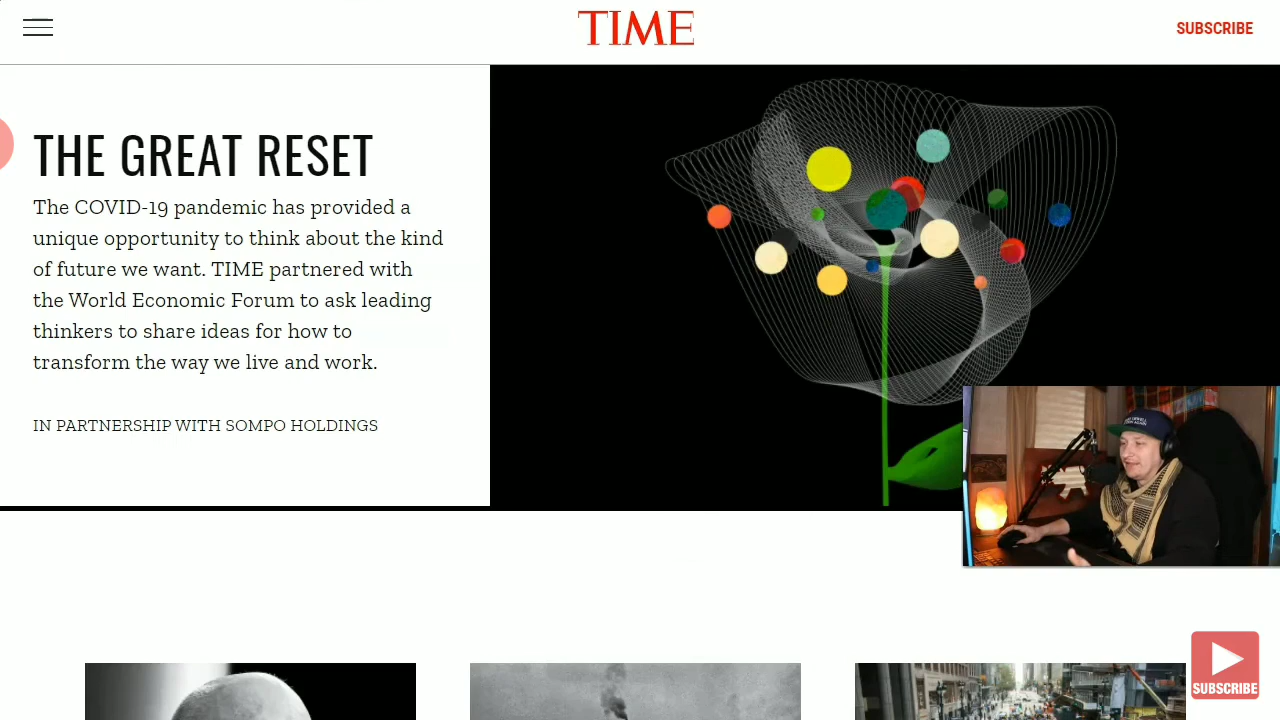 TIME
SUBSCRIBE
THE GREAT RESET
The COVID-19 pandemic has provided a
unique opportunity to think about the kind
of future we want. TIME partnered with
the World Economic Forum to ask leading
thinkers to share ideas for how to
transform the way we live and work.
IN PARTNERSHIP WITH SOMPO HOLDINGS
SUBSCRIBE